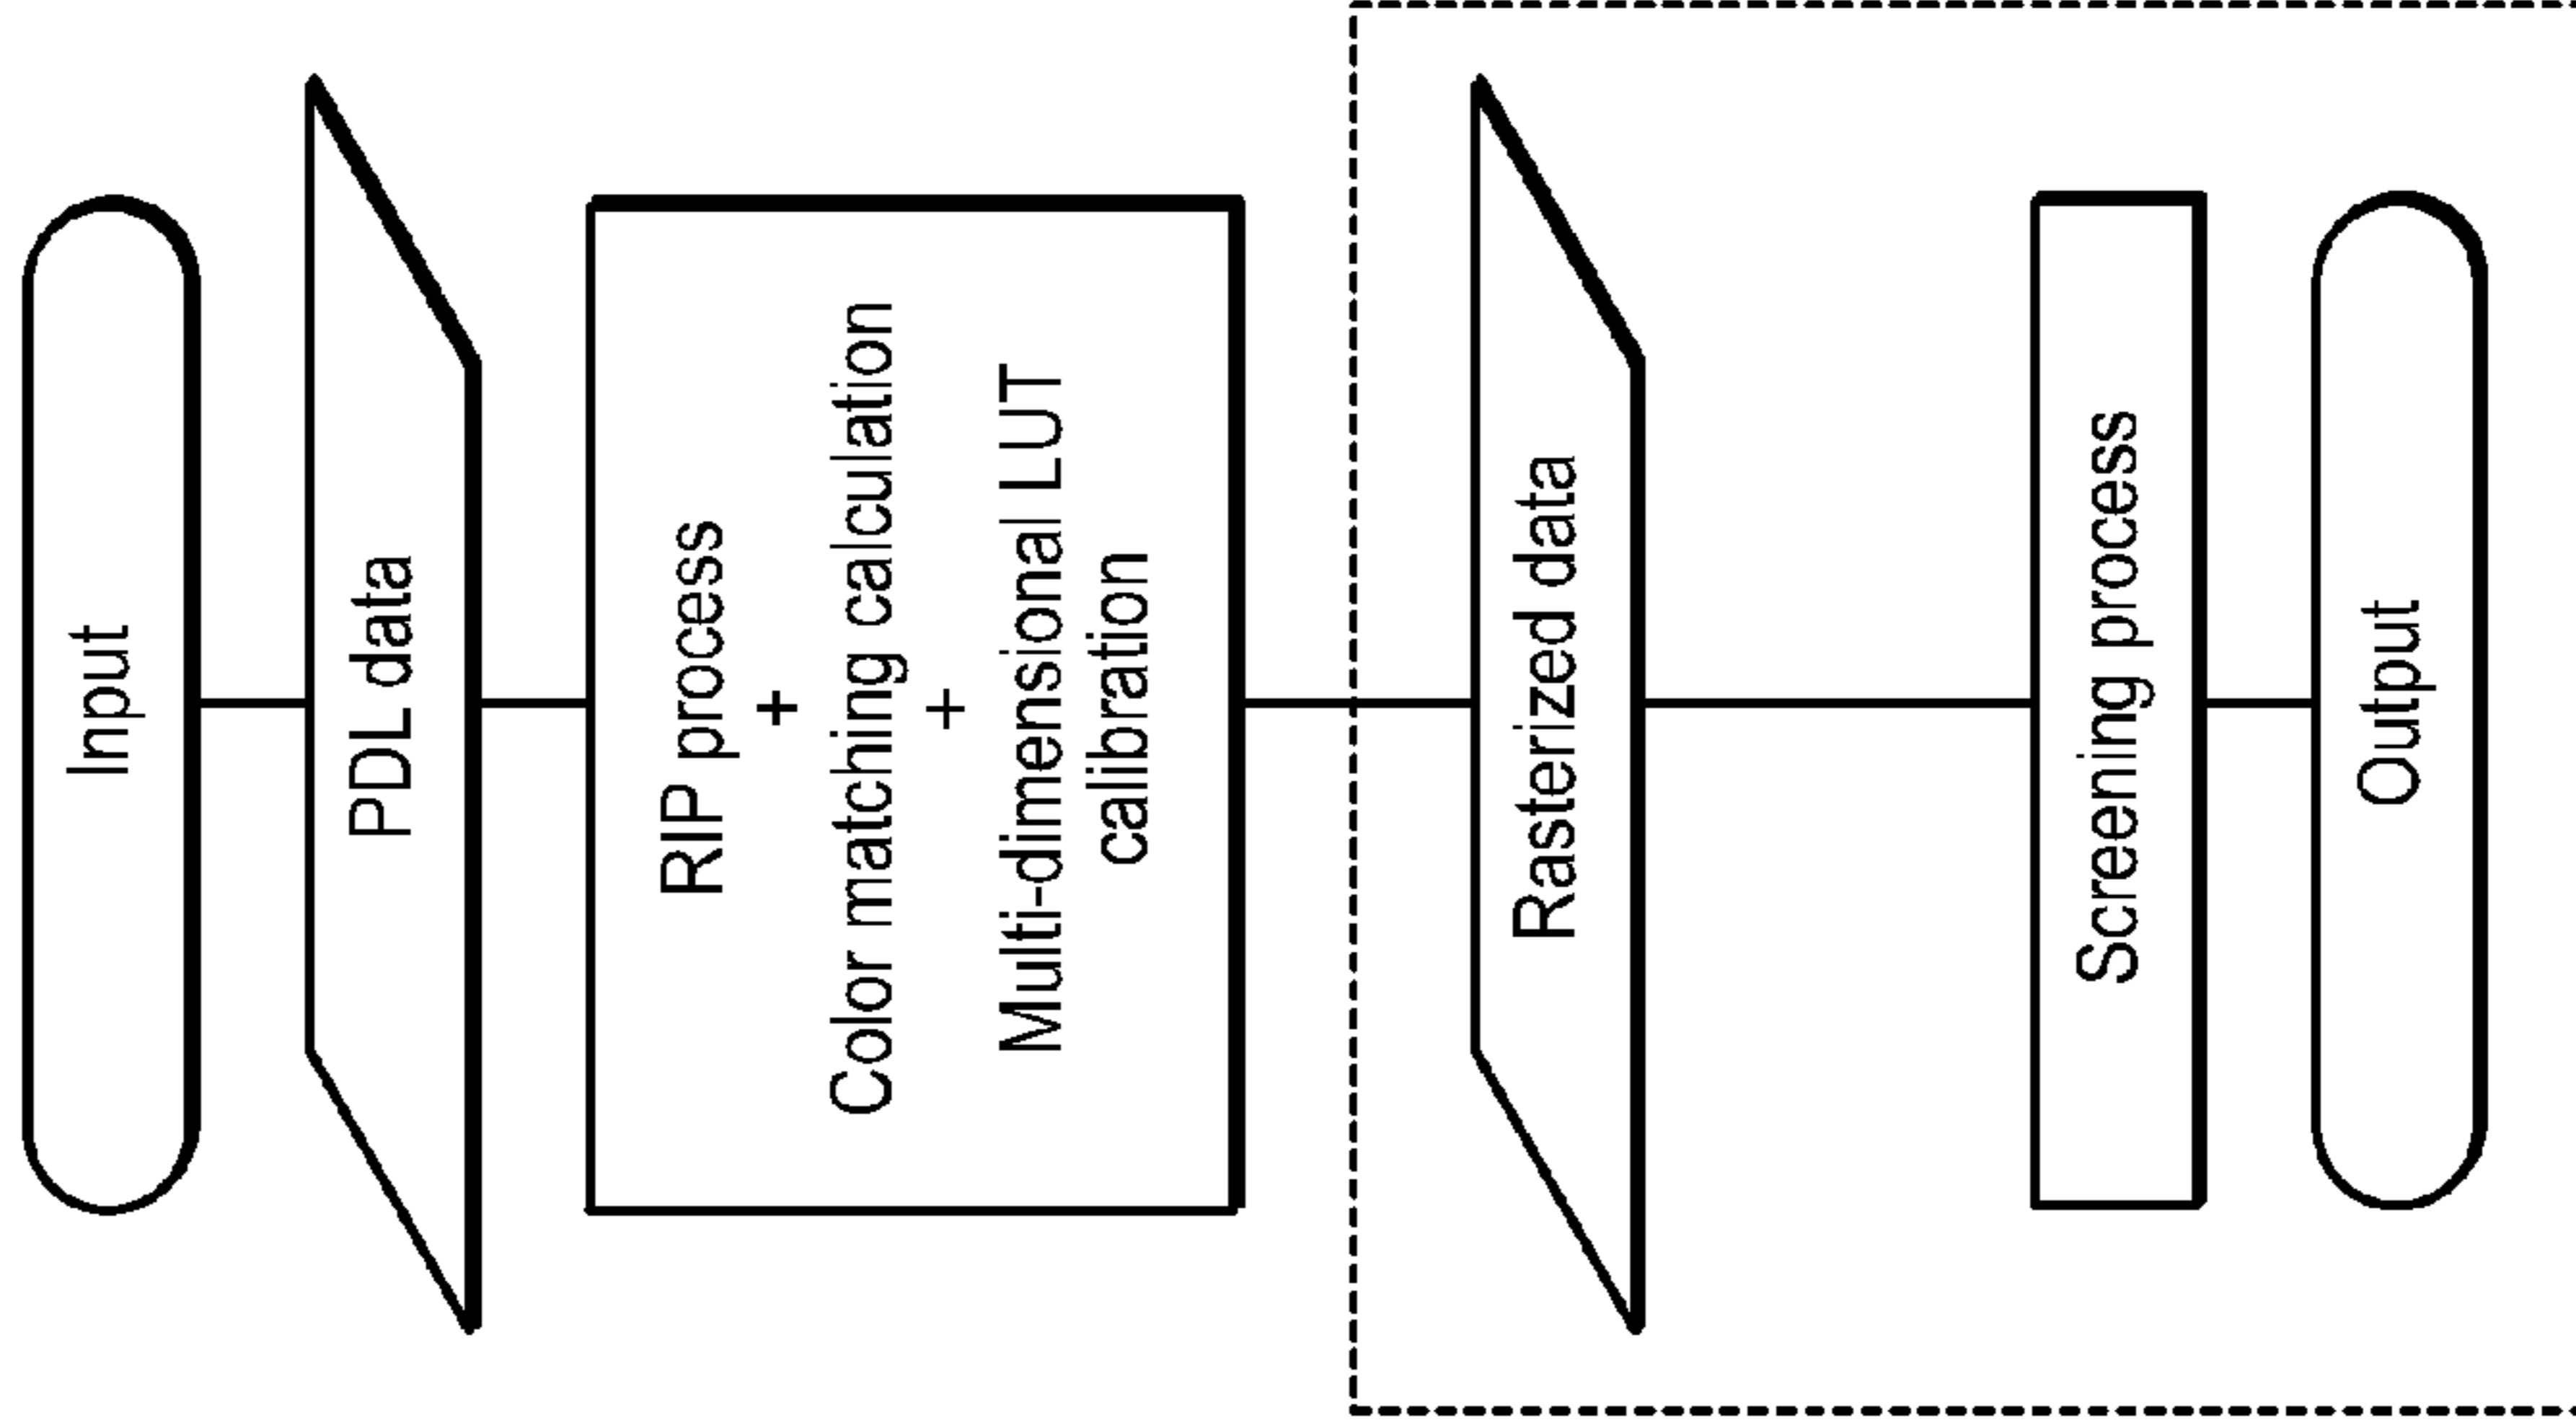 Input
PDL data
RIP process
+
Color matching calculation
+
Multi-dimensional LUT
calibration
Rasterized data
Screening process
Output